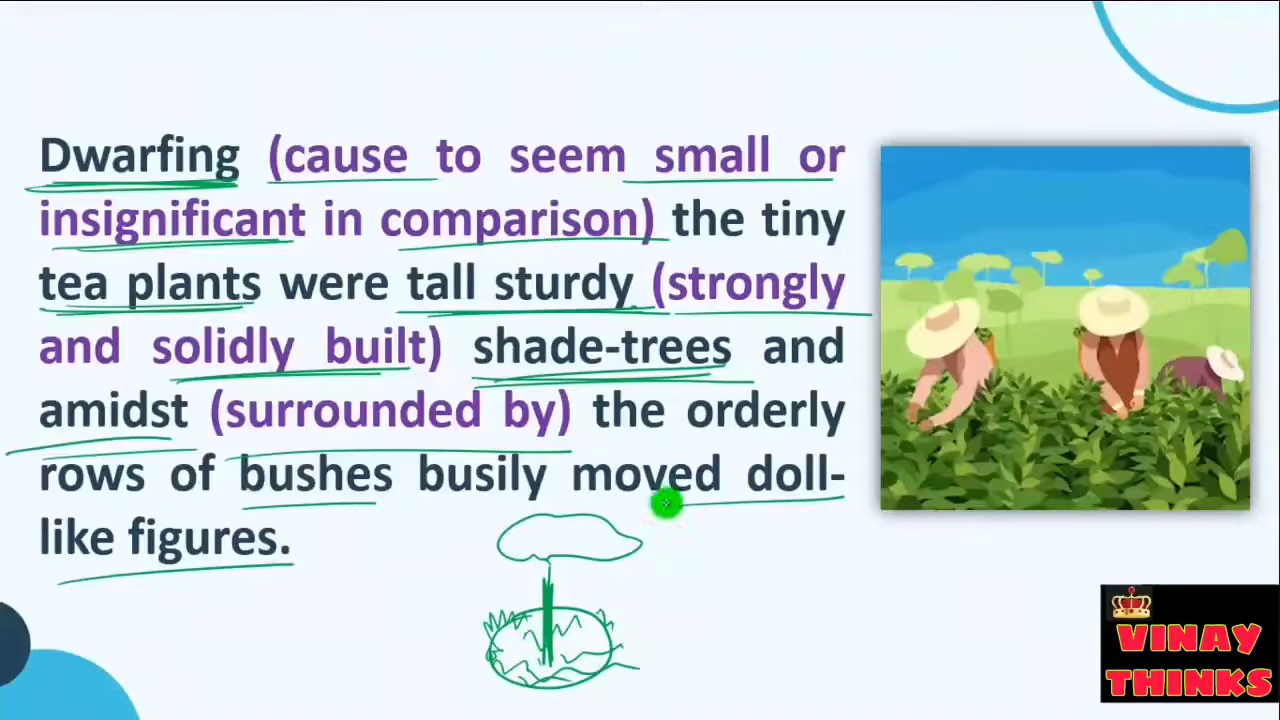 Dwarfing (cause to seem small or
insignificant in comparison) the tiny
tea plants were tall sturdy (strongly
and solidly built) shade-trees and
amidst (surrounded by) the orderly
rows of bushes busily moved doll-
like figures.
VINAY
THINKS